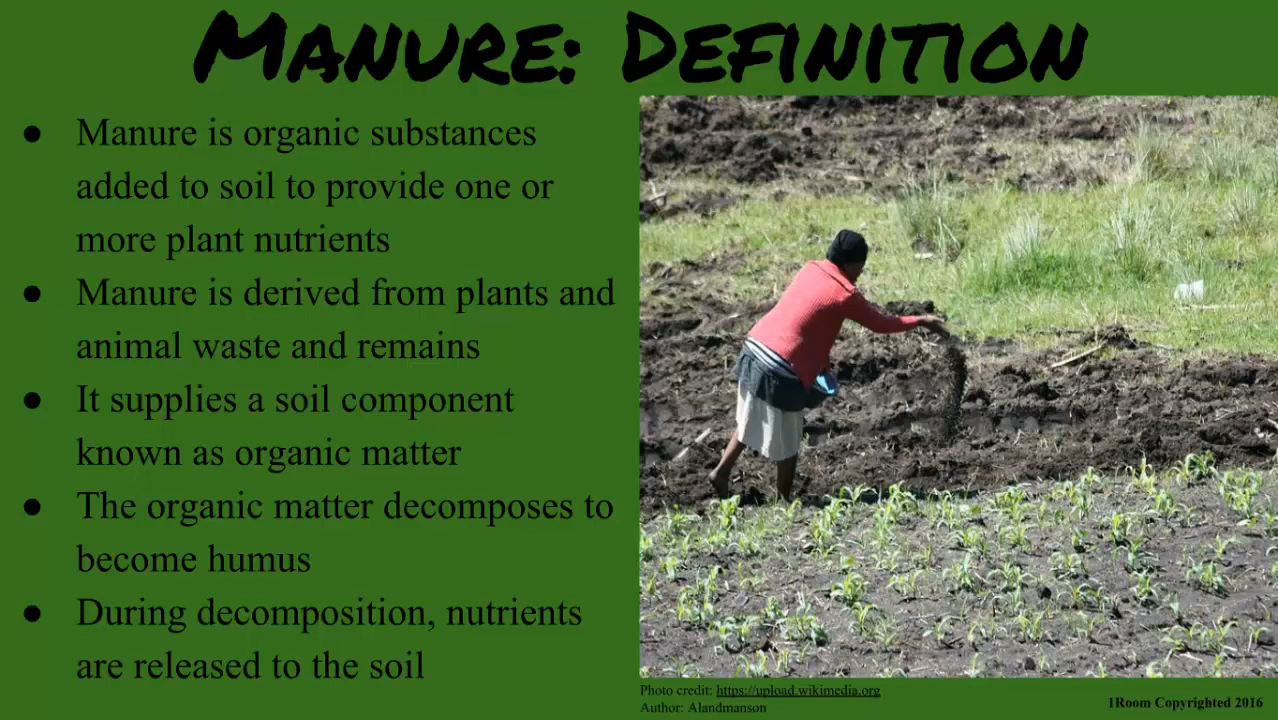 Manure: Definition
● Manure is organic substances
added to soil to provide one or
more plant nutrients
● Manure is derived from plants and
animal waste and remains
● It supplies a soil component
known as organic matter
● The organic matter decomposes to
become humus
● During decomposition, nutrients
are released to the soil
Photo credit: https://upload.wikimedia.org
Author: Alandmanson
1Room Copyrighted 2016